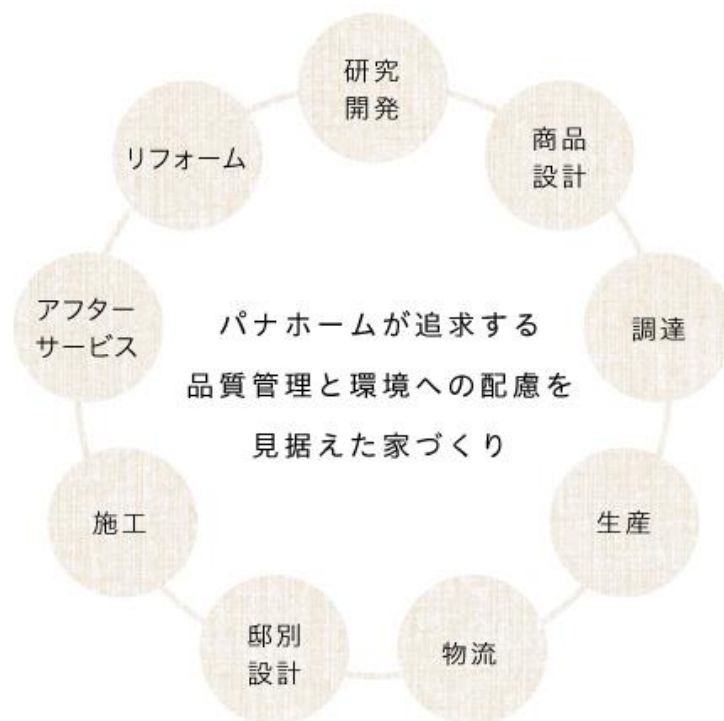 研究
開発
商品
設計
調達
生産
物流
邸別
設計
施工
アフター
サービス
リフォーム
パナホームが追求する
品質管理と環境への配慮を
見据えた家づくり